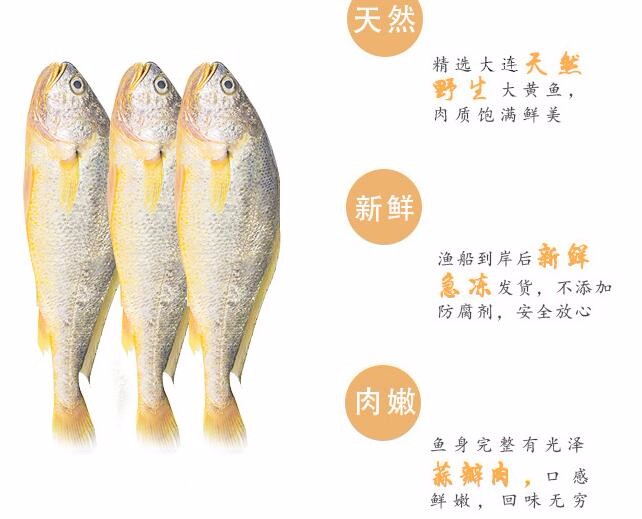 天然
精选大连天然
野生大黄鱼，
肉质饱满鲜美
新鲜
渔船到岸后新鲜
急冻发货，不添加
防腐剂，安全放心
肉嫩
鱼身完整有光泽
蒜瓣肉，口感
鲜嫩，回味无穷